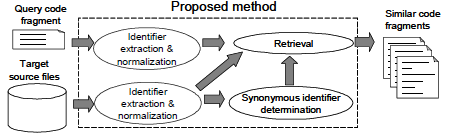 Proposed method
Query code
fragment
Identifier
extraction &
normalization
Retrieval
Similar code
fragments
Target
source files
Identifier
extraction &
normalization
Synonymous identifier
determination